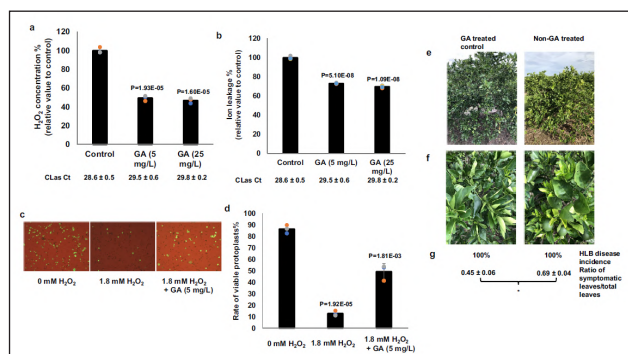 a
H₂O₂ concentration %
(relative value to control)
120
100
80
60
40
20
0
P=1.93E-05
P=1.60E-05
Control
GA (5
mg/L)
GA (25
mg/L)
CLas Ct
28.6 ± 0.5
29.5 ± 0.6
29.8 ± 0.2
b
Ion leakage %
(relative value to control)
120
100
80
60
40
20
0
P=5.10E-08
P=1.09E-08
Control
GA (5
mg/L)
GA (25
mg/L)
CLas Ct
28.6 ± 0.5
29.5 ± 0.6
29.8 ± 0.2
c
0 mM H₂O₂
1.8 mM H₂O₂
1.8 mM H₂O₂
+ GA (5 mg/L)
d
Rate of viable protoplasts%
100
90
80
70
60
50
40
30
20
10
0
P=1.92E-05
P=1.81E-03
0 mM H₂O₂
1.8 mM H₂O₂
1.8 mM H₂O₂
+ GA (5 mg/L)
GA treated
control
Non-GA treated
e
f
g
100%
100%
HLB disease
incidence
0.45 ± 0.06
0.69 ± 0.04
Ratio of
symptomatic
leaves/total
leaves
*